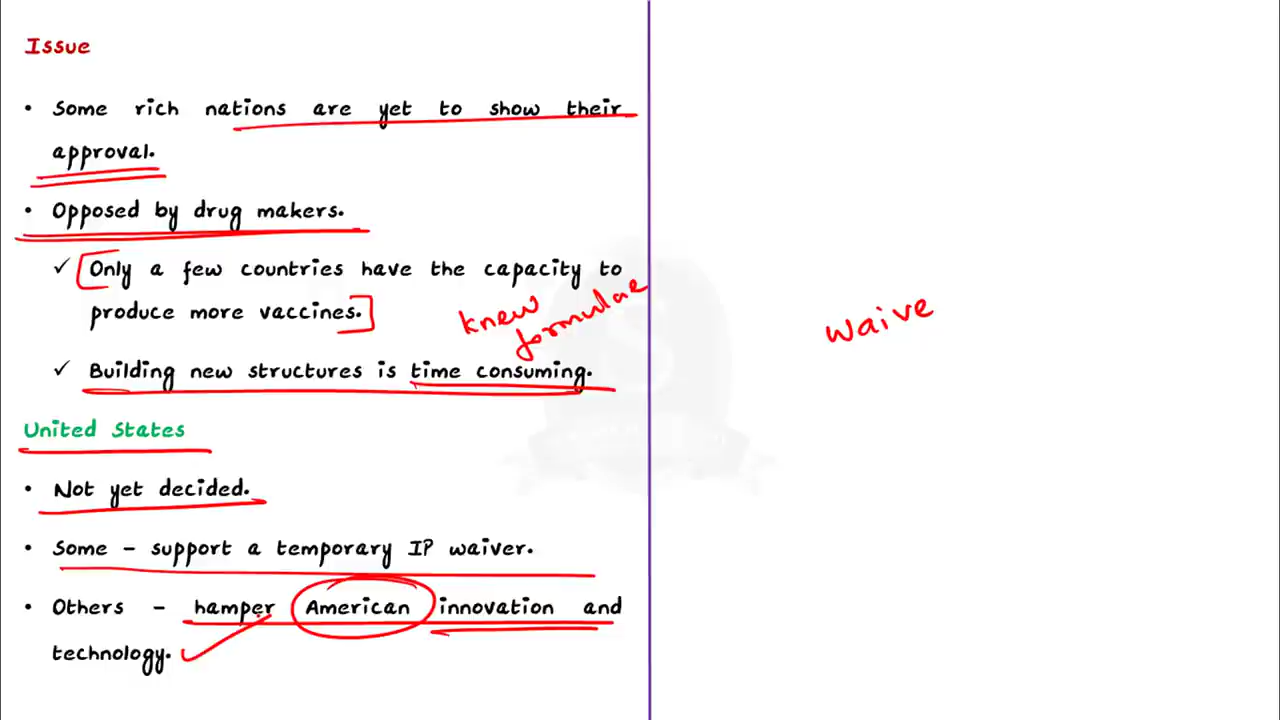 Issue
• Some rich nations are yet to show their
approval.
• Opposed by drug makers.
✓ Only a few countries have the capacity to
produce more vaccines.
knew
formulae
✓ Building new structures is time consuming.
United States
• Not yet decided.
• Some - support a temporary IP waiver.
• Others - hamper American innovation and
technology.
waive